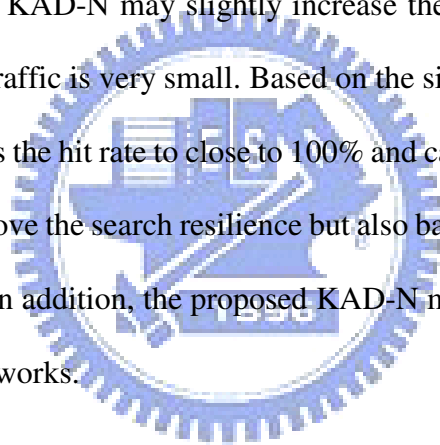 KAD-N may slightly increase the
raffic is very small. Based on the si
s the hit rate to close to 100% and ca
ove the search resilience but also ba
n addition, the proposed KAD-N m
works.